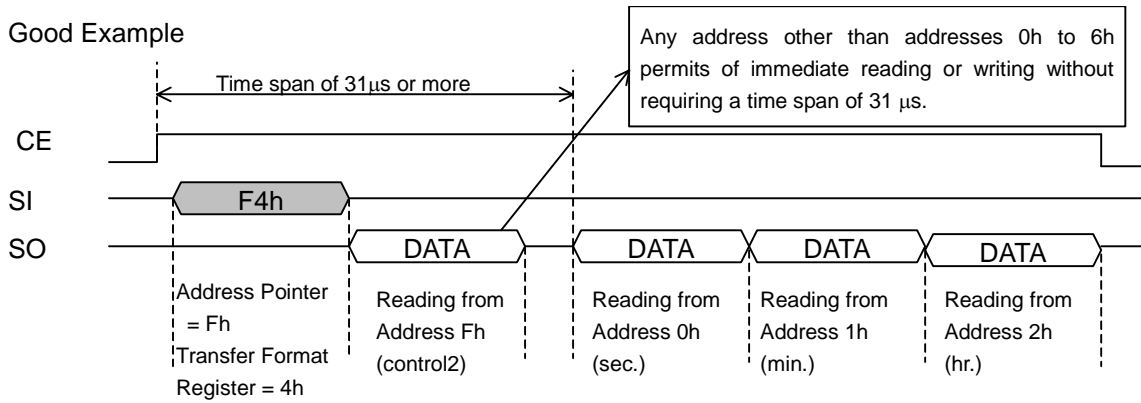 Good Example
Any address other than addresses 0h to 6h
permits of immediate reading or writing without
requiring a time span of 31 μs.
Time span of 31μs or more
CE
SI
F4h
SO
DATA
DATA
DATA
DATA
Address Pointer
= Fh
Transfer Format
Register = 4h
Reading from
Address Fh
(control2)
Reading from
Address 0h
(sec.)
Reading from
Address 1h
(min.)
Reading from
Address 2h
(hr.)